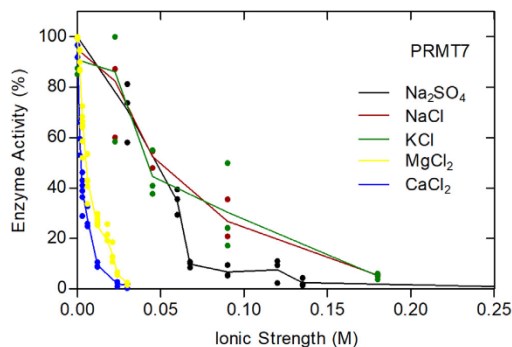 PRMT7
Na₂SO₄
NaCl
KCl
MgCl₂
CaCl₂
Enzyme Activity (%)
100
80
60
40
20
0
0.00 0.05 0.10 0.15 0.20 0.25
Ionic Strength (M)